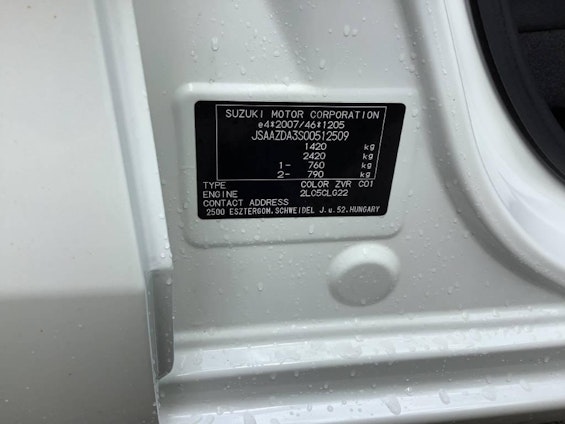 SUZUKI MOTOR CORPORATION
e4*2007/46*1205
JSAAZDA3S00512509
1420 kg
2420 kg
1- 760 kg
2- 790 kg
TYPE COLOR ZVR C01
ENGINE 2LC5CLG22
CONTACT ADDRESS
2500 ESZTERGOM.SCHWEIDEL J.u.52.HUNGARY